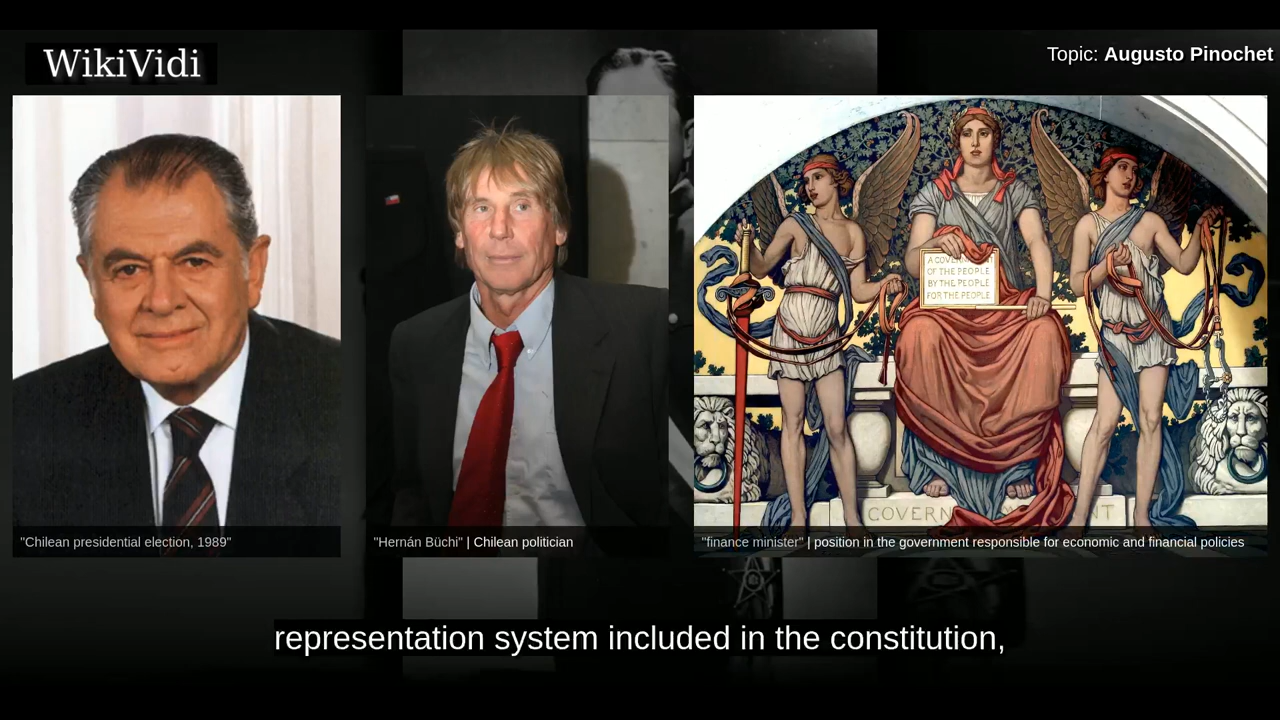 WikiVidi
Topic: Augusto Pinochet
A GOVERNMENT
OF THE PEOPLE
BY THE PEOPLE
FOR THE PEOPLE
"Chilean presidential election, 1989"
"Hernán Büchi" | Chilean politician
"finance minister" | position in the government responsible for economic and financial policies
representation system included in the constitution,